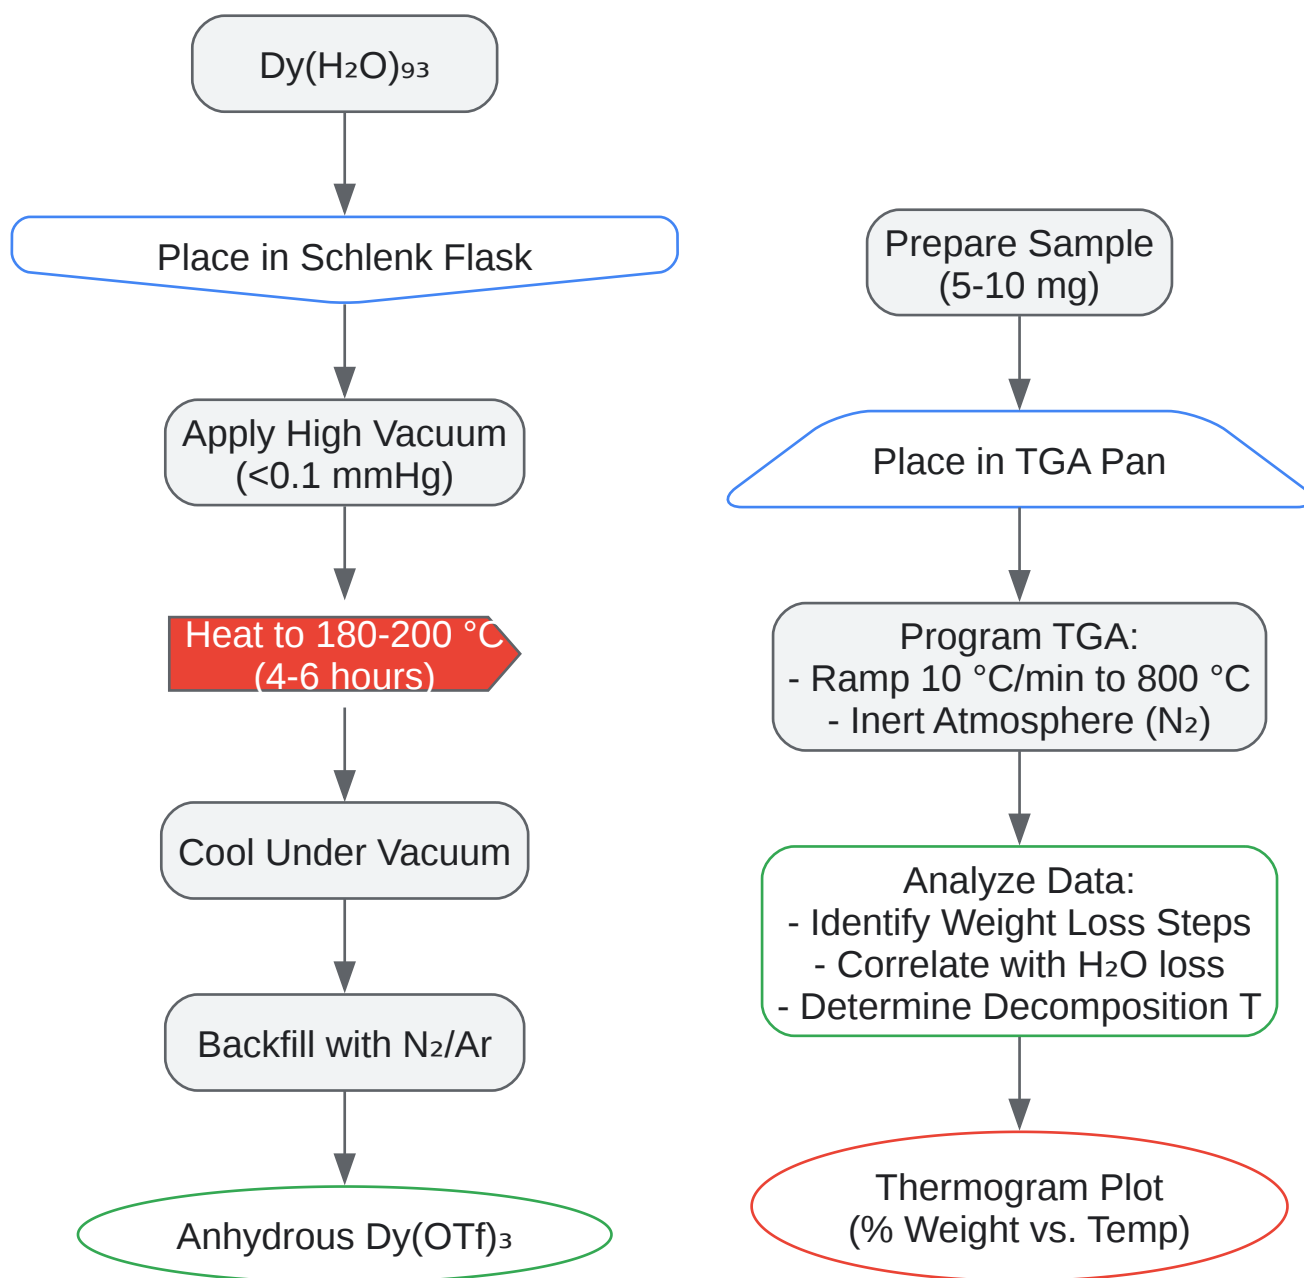 Dy(H₂O)₉₃
Place in Schlenk Flask
Apply High Vacuum
(<0.1 mmHg)
Heat to 180-200 °C
(4-6 hours)
Cool Under Vacuum
Backfill with N₂/Ar
Anhydrous Dy(OTf)₃
Prepare Sample
(5-10 mg)
Place in TGA Pan
Program TGA:
- Ramp 10 °C/min to 800 °C
- Inert Atmosphere (N₂)
Analyze Data:
- Identify Weight Loss Steps
- Correlate with H₂O loss
- Determine Decomposition T
Thermogram Plot
(% Weight vs. Temp)